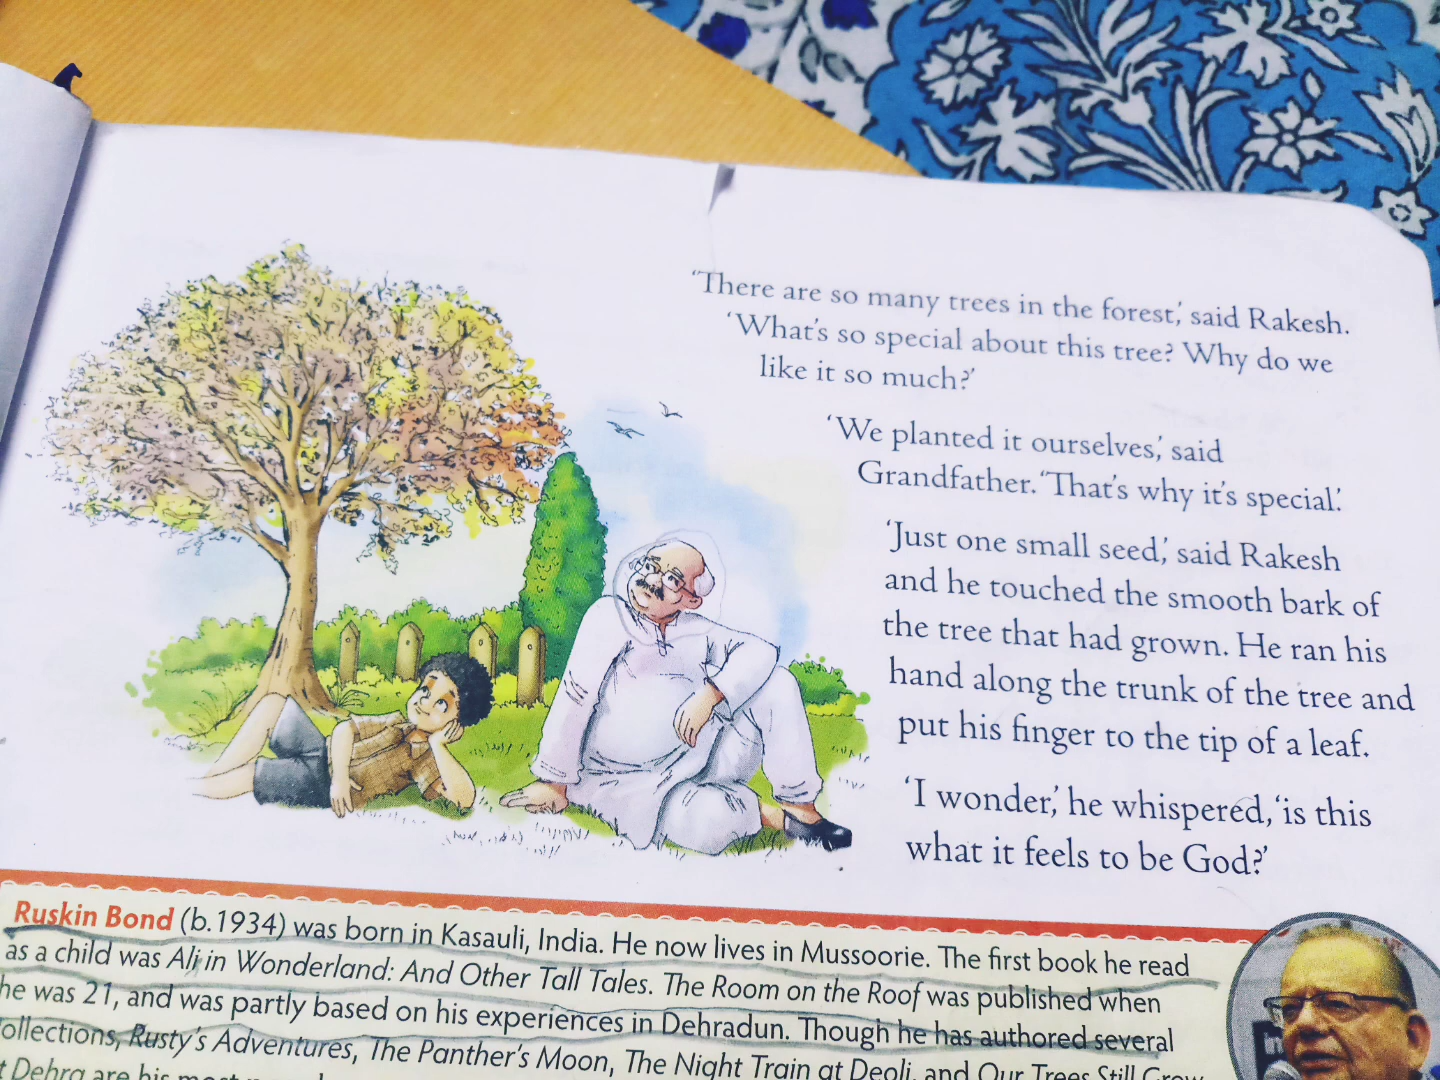 ‘There are so many trees in the forest,’ said Rakesh.
‘What’s so special about this tree? Why do we
like it so much?’
‘We planted it ourselves,’ said
Grandfather. ‘That’s why it’s special.’
‘Just one small seed,’ said Rakesh
and he touched the smooth bark of
the tree that had grown. He ran his
hand along the trunk of the tree and
put his finger to the tip of a leaf.
‘I wonder,’ he whispered, ‘is this
what it feels to be God?’
Ruskin Bond (b.1934) was born in Kasauli, India. He now lives in Mussoorie. The first book he read
as a child was Ali in Wonderland: And Other Tall Tales. The Room on the Roof was published when
he was 21, and was partly based on his experiences in Dehradun. Though he has authored several
ollections, Rusty’s Adventures, The Panther’s Moon, The Night Train at Deoli, and Our Trees Still Grow
Dehra are his most